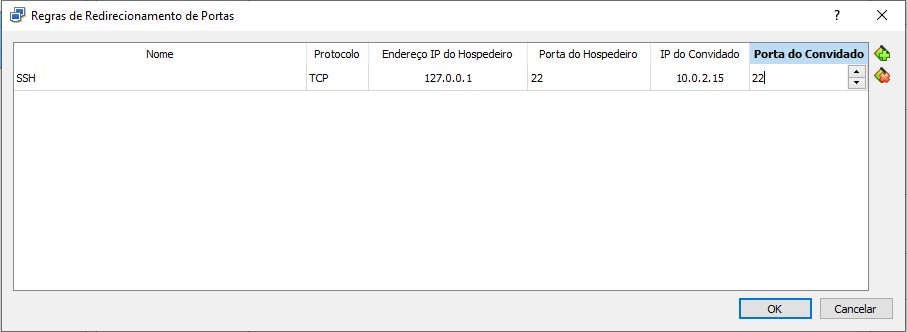 Regras de Redirecionamento de Portas
?
Nome Protocolo Endereço IP do Hospedeiro Porta do Hospedeiro IP do Convidado Porta do Convidado
SSH TCP 127.0.0.1 22 10.0.2.15 22
OK Cancelar